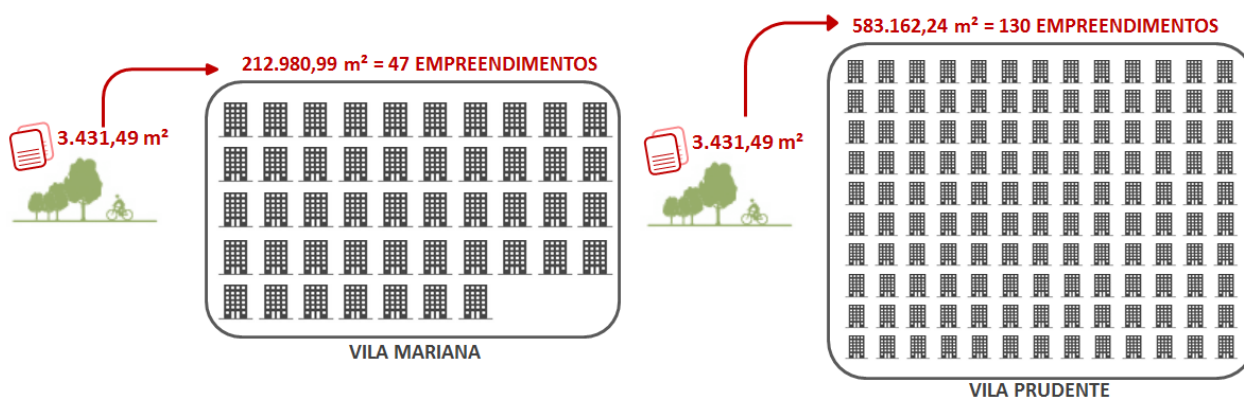 212.980,99 m² = 47 EMPREENDIMENTOS
3.431,49 m²
VILA MARIANA
583.162,24 m² = 130 EMPREENDIMENTOS
3.431,49 m²
VILA PRUDENTE